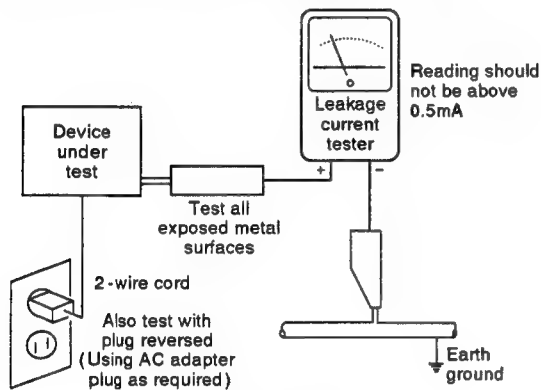 Device
under
test
Leakage
current
tester
+
-
Reading should
not be above
0.5mA
Test all
exposed metal
surfaces
2-wire cord
Also test with
plug reversed
(Using AC adapter
plug as required)
Earth
ground